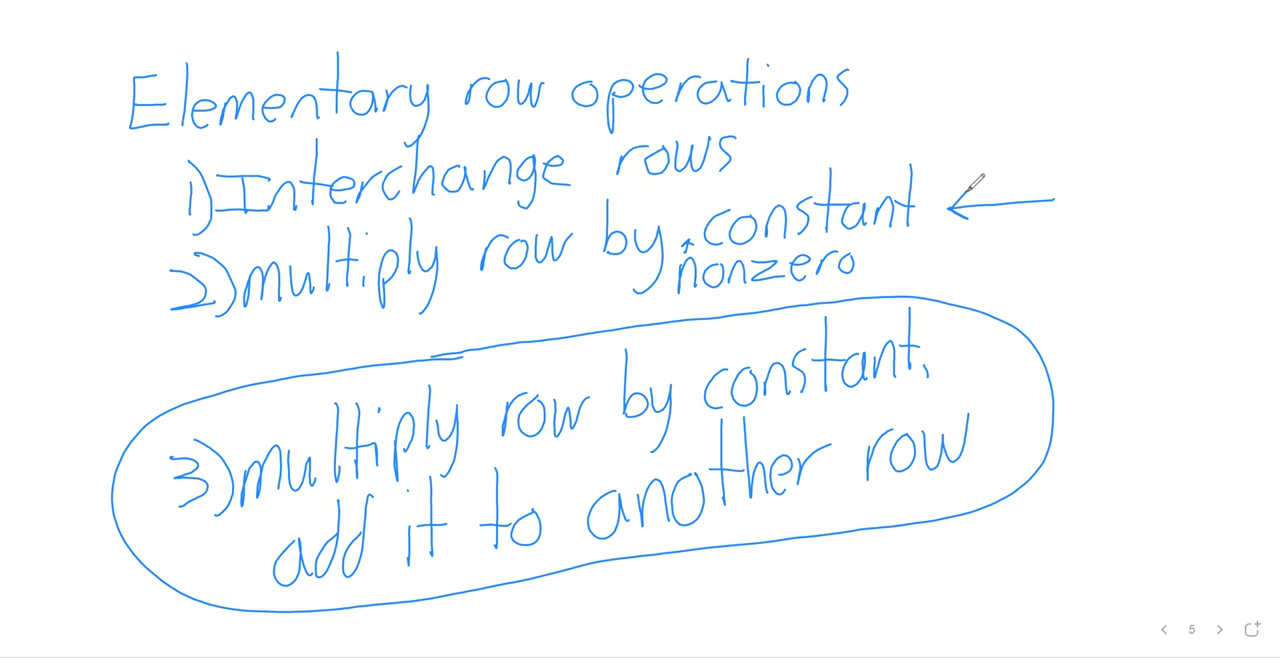 Elementary row operations
1) Interchange rows
2) multiply row by constant
nonzero
3) multiply row by constant,
add it to another row
5